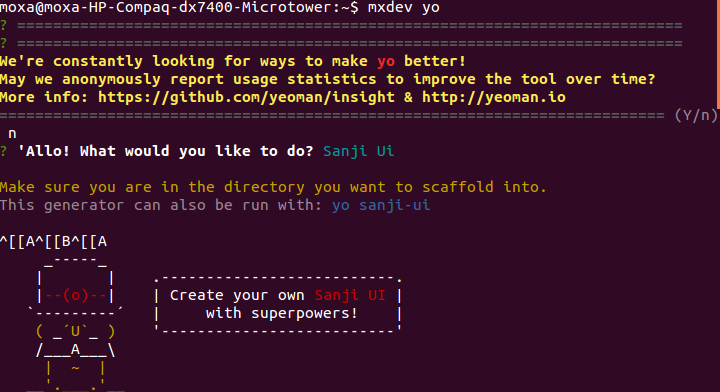 moxa@moxa-HP-Compaq-dx7400-Microtower:~$ mxdev yo
? ==========================================================================
? ==========================================================================
We're constantly looking for ways to make yo better!
May we anonymously report usage statistics to improve the tool over time?
More info: https://github.com/yeoman/insight & http://yeoman.io
========================================================================== (Y/n)
 n
? 'Allo! What would you like to do? Sanji Ui

Make sure you are in the directory you want to scaffold into.
This generator can also be run with: yo sanji-ui

^[[A^[[B^[[A
     _-----_
    |       |    .--------------------------.
    |--(o)--|    | Create your own Sanji UI |
   `---------´   |     with superpowers!    |
    ( _´U`_ )    '--------------------------'
    /___A___\
     |  ~  |
   __'.___.'__